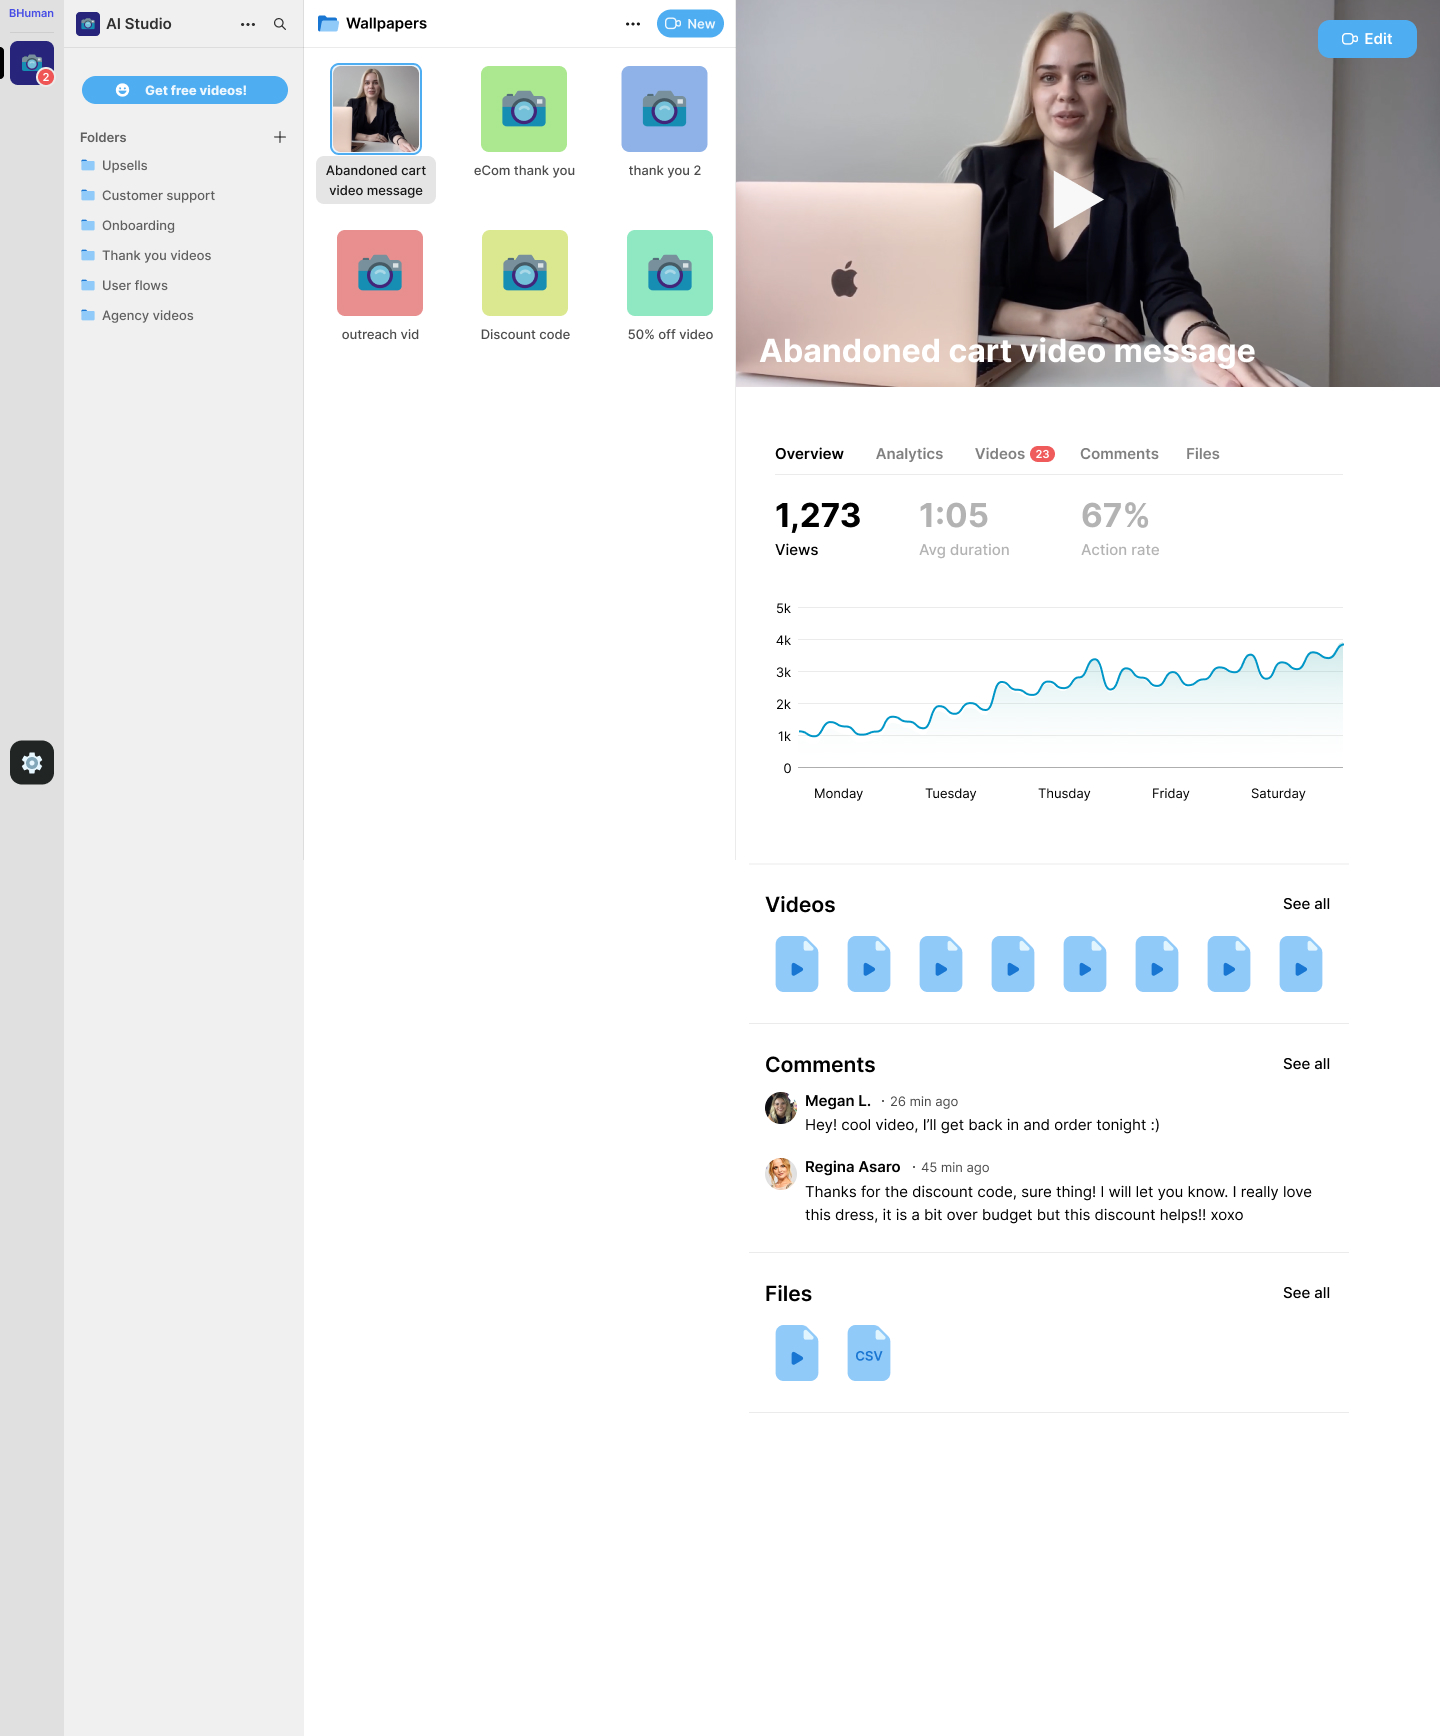 BHuman
2
AI Studio
Get free videos!
Folders
Upsells
Customer support
Onboarding
Thank you videos
User flows
Agency videos
Wallpapers
New
Abandoned cart
video message
eCom thank you
thank you 2
outreach vid
Discount code
50% off video
Edit
Abandoned cart video message
Overview Analytics Videos 23 Comments Files
1,273 1:05 67%
Views Avg duration Action rate
5k
4k
3k
2k
1k
0
Monday Tuesday Thusday Friday Saturday
Videos See all
Comments See all
Megan L. · 26 min ago
Hey! cool video, I'll get back in and order tonight :)
Regina Asaro · 45 min ago
Thanks for the discount code, sure thing! I will let you know. I really love
this dress, it is a bit over budget but this discount helps!! xoxo
Files See all
CSV